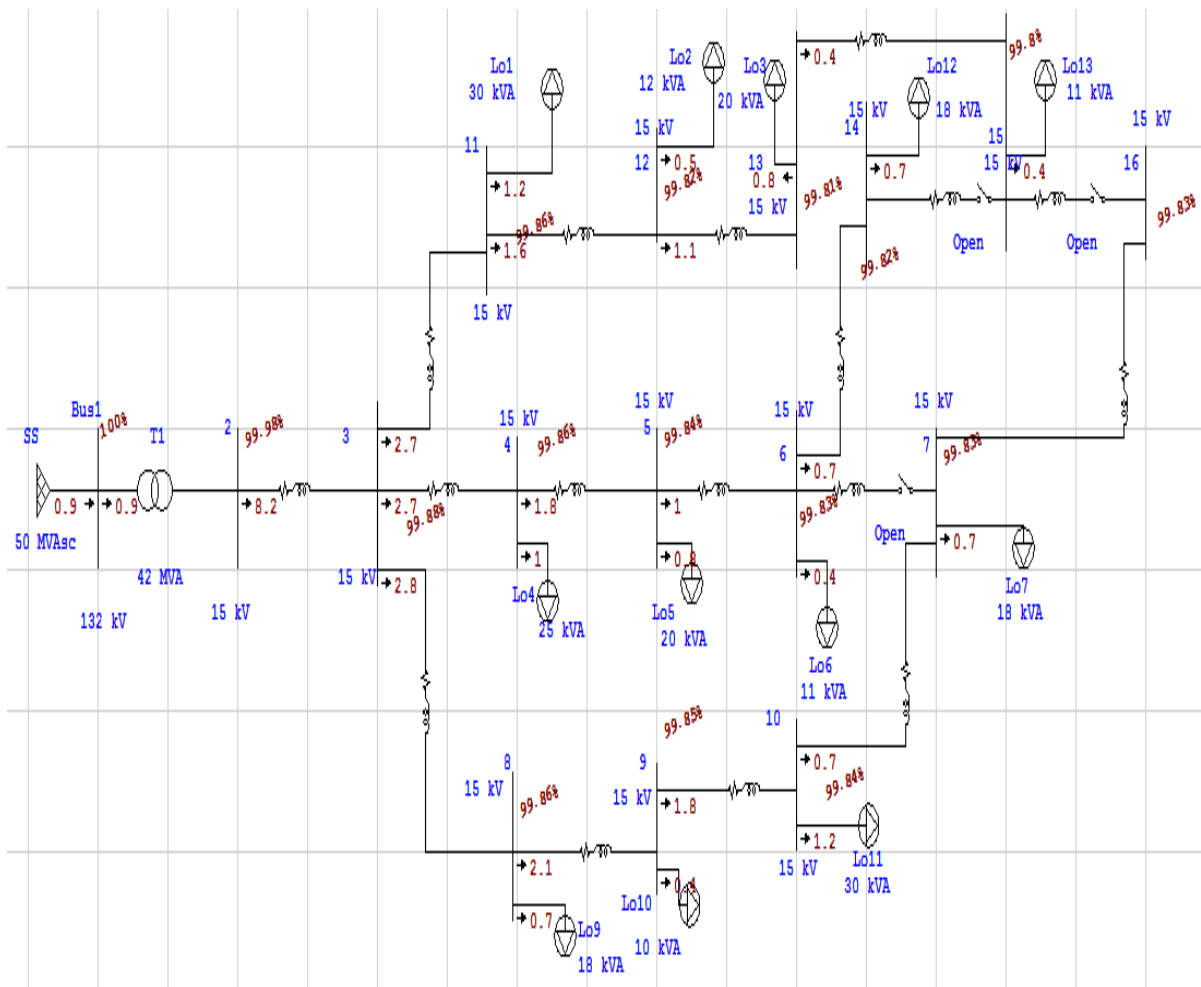 99.8%
0.4
Lo1
30 kVA
Lo2
12 kVA
Lo3
20 kVA
Lo12
18 kVA
Lo13
11 kVA
15 kV
11
1.2
15 kV
12
0.5
99.82%
13
0.8
15 kV
99.81%
15 kV
14
0.7
15
15 kV
0.4
15 kV
16
99.83%
99.86%
1.6
1.1
Open
Open
99.82%
15 kV
SS
Bus1
100%
T1
2
99.98%
3
2.7
15 kV
4
99.86%
15 kV
5
99.84%
15 kV
6
0.7
15 kV
7
99.83%
0.9
0.9
8.2
2.7
99.88%
1.8
1
99.83%
50 MVAsc
42 MVA
132 kV
15 kV
15 kV
2.8
1
Lo4
25 kVA
0.8
Lo5
20 kVA
0.4
Lo6
11 kVA
Open
0.7
Lo7
18 kVA
8
15 kV
99.86%
9
15 kV
99.85%
10
0.7
99.84%
1.8
1.2
15 kV
Lo11
30 kVA
2.1
0.4
Lo10
10 kVA
0.7
Lo9
18 kVA